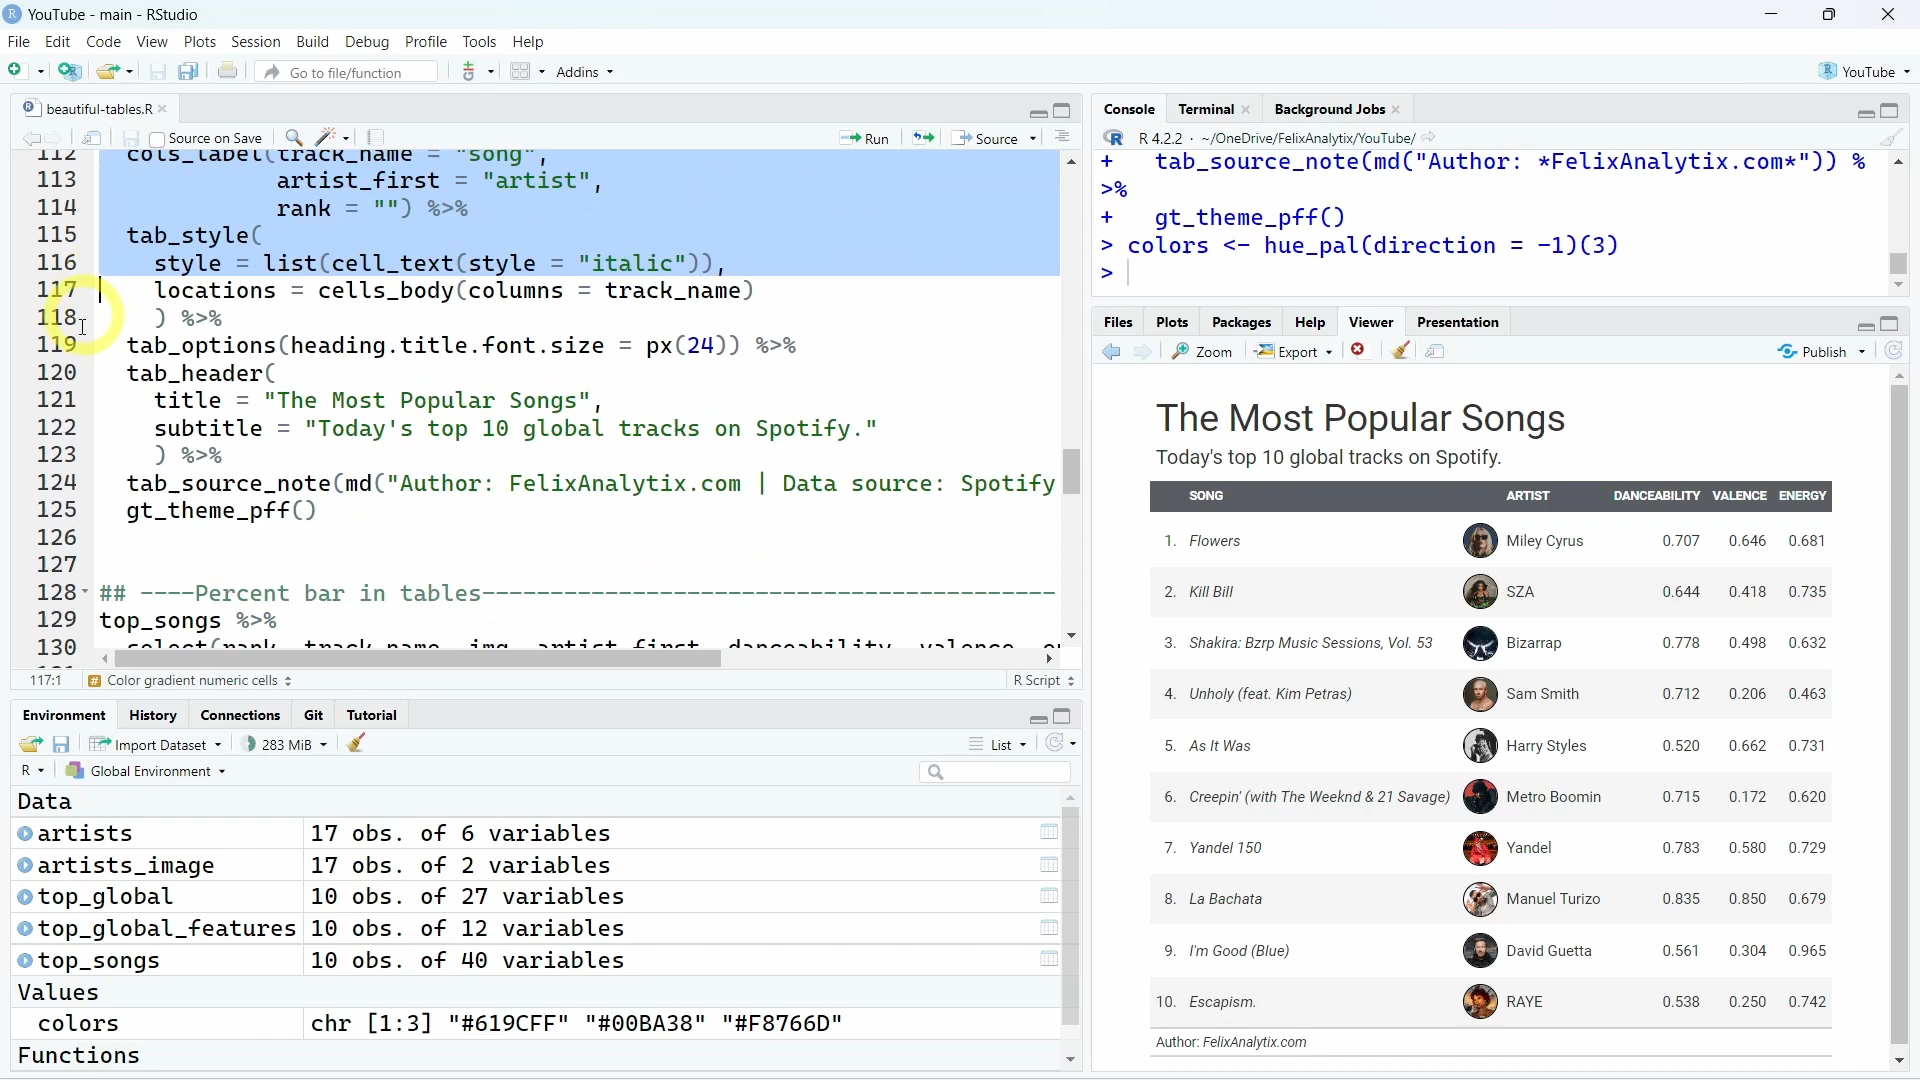 YouTube - main - RStudio
File Edit Code View Plots Session Build Debug Profile Tools Help
Go to file/function Addins YouTube
beautiful-tables.R
Source on Save Run Source
112 cols_label(track_name = "song",
113 artist_first = "artist",
114 rank = "") %>%
115 tab_style(
116 style = list(cell_text(style = "italic")),
117 locations = cells_body(columns = track_name)
118 ) %>%
119 tab_options(heading.title.font.size = px(24)) %>%
120 tab_header(
121 title = "The Most Popular Songs",
122 subtitle = "Today's top 10 global tracks on Spotify."
123 ) %>%
124 tab_source_note(md("Author: FelixAnalytix.com | Data source: Spotify
125 gt_theme_pff()
126
127
128 ## ----Percent bar in tables------------------------------------------
129 top_songs %>%
130 select(rank, track_name, img, artist_first, danceability, valence,
117:1 Color gradient numeric cells R Script
Environment History Connections Git Tutorial
Import Dataset 283 MiB List
R Global Environment
Data
artists 17 obs. of 6 variables
artists_image 17 obs. of 2 variables
top_global 10 obs. of 27 variables
top_global_features 10 obs. of 12 variables
top_songs 10 obs. of 40 variables
Values
colors chr [1:3] "#619CFF" "#00BA38" "#F8766D"
Functions
Console Terminal Background Jobs
R 4.2.2 · ~/OneDrive/FelixAnalytix/YouTube/
+ tab_source_note(md("Author: *FelixAnalytix.com*")) %
>%
+ gt_theme_pff()
> colors <- hue_pal(direction = -1)(3)
>
Files Plots Packages Help Viewer Presentation
Zoom Export Publish
The Most Popular Songs
Today's top 10 global tracks on Spotify.
SONG ARTIST DANCEABILITY VALENCE ENERGY
1. Flowers Miley Cyrus 0.707 0.646 0.681
2. Kill Bill SZA 0.644 0.418 0.735
3. Shakira: Bzrp Music Sessions, Vol. 53 Bizarrap 0.778 0.498 0.632
4. Unholy (feat. Kim Petras) Sam Smith 0.712 0.206 0.463
5. As It Was Harry Styles 0.520 0.662 0.731
6. Creepin' (with The Weeknd & 21 Savage) Metro Boomin 0.715 0.172 0.620
7. Yandel 150 Yandel 0.783 0.580 0.729
8. La Bachata Manuel Turizo 0.835 0.850 0.679
9. I'm Good (Blue) David Guetta 0.561 0.304 0.965
10. Escapism. RAYE 0.538 0.250 0.742
Author: FelixAnalytix.com